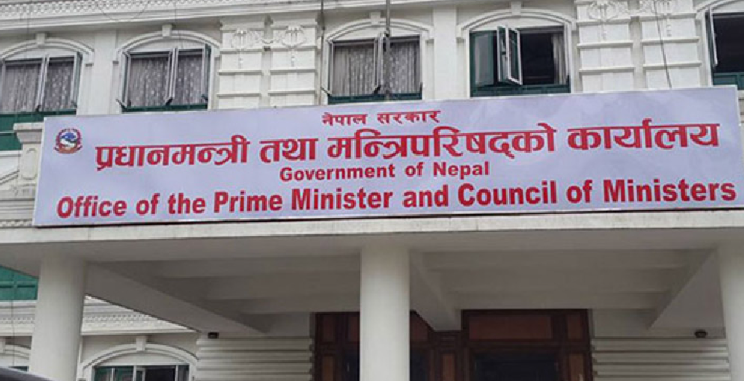 नेपाल सरकार
प्रधानमन्त्री तथा मन्त्रिपरिषद्को कार्यालय
Government of Nepal
Office of the Prime Minister and Council of Ministers